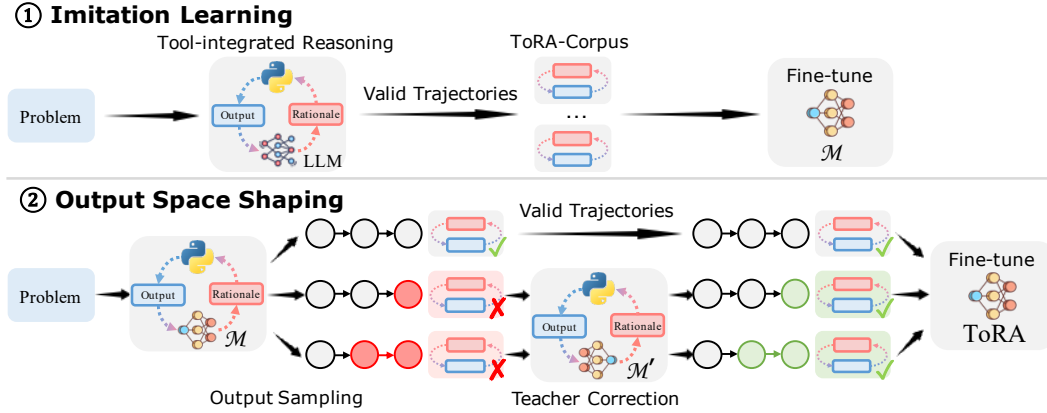 ① Imitation Learning
Tool-integrated Reasoning
ToRA-Corpus
Problem
Output
Rationale
LLM
Valid Trajectories
...
Fine-tune
ℳ
② Output Space Shaping
Valid Trajectories
Problem
Output
Rationale
ℳ
Output
Rationale
ℳ′
Fine-tune
ToRA
Output Sampling
Teacher Correction